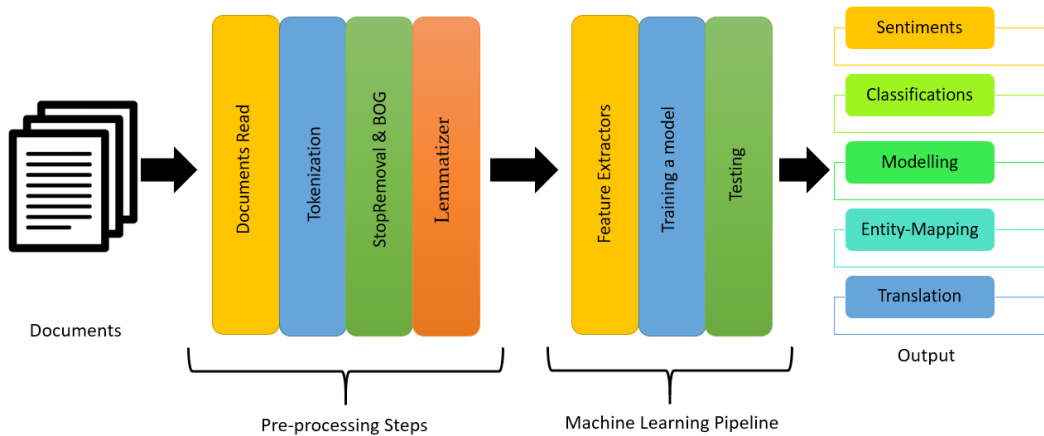 Documents
Documents Read
Tokenization
StopRemoval & BOG
Lemmatizer
Pre-processing Steps
Feature Extractors
Training a model
Testing
Machine Learning Pipeline
Sentiments
Classifications
Modelling
Entity-Mapping
Translation
Output